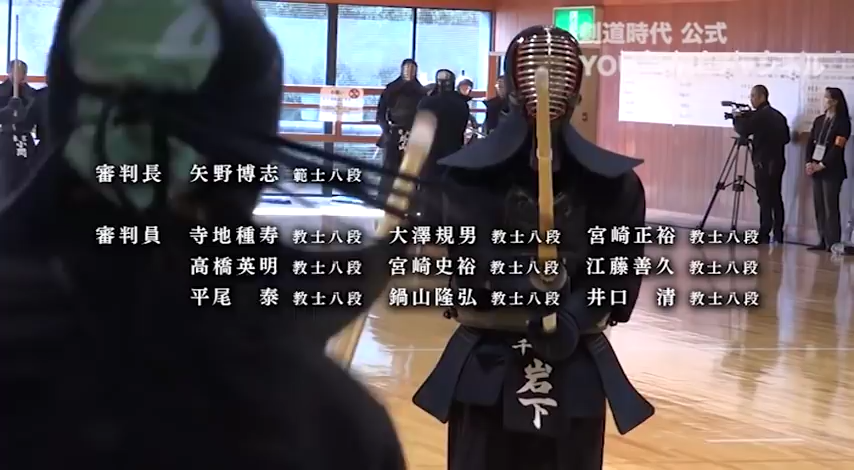 剣道時代 公式
審判長 矢野博志 範士八段
審判員 寺地種寿 教士八段 大澤規男 教士八段 宮崎正裕 教士八段
高橋英明 教士八段 宮崎史裕 教士八段 江藤善久 教士八段
平尾 泰 教士八段 鍋山隆弘 教士八段 井口 清 教士八段
千
岩下